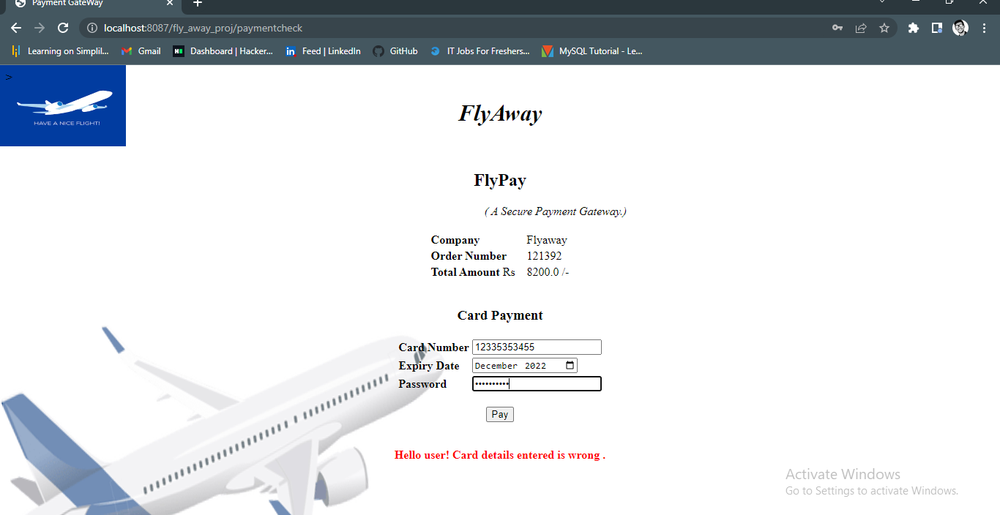 Payment GateWay
localhost:8087/fly_away_proj/paymentcheck
Learning on Simplil... Gmail Dashboard | Hacker... Feed | LinkedIn GitHub IT Jobs For Freshers... MySQL Tutorial - Le...
>
HAVE A NICE FLIGHT!
FlyAway
FlyPay
( A Secure Payment Gateway.)
Company Flyaway
Order Number 121392
Total Amount Rs 8200.0 /-
Card Payment
Card Number 12335353455
Expiry Date December 2022
Password ••••••••••
Pay
Hello user! Card details entered is wrong .
Activate Windows
Go to Settings to activate Windows.